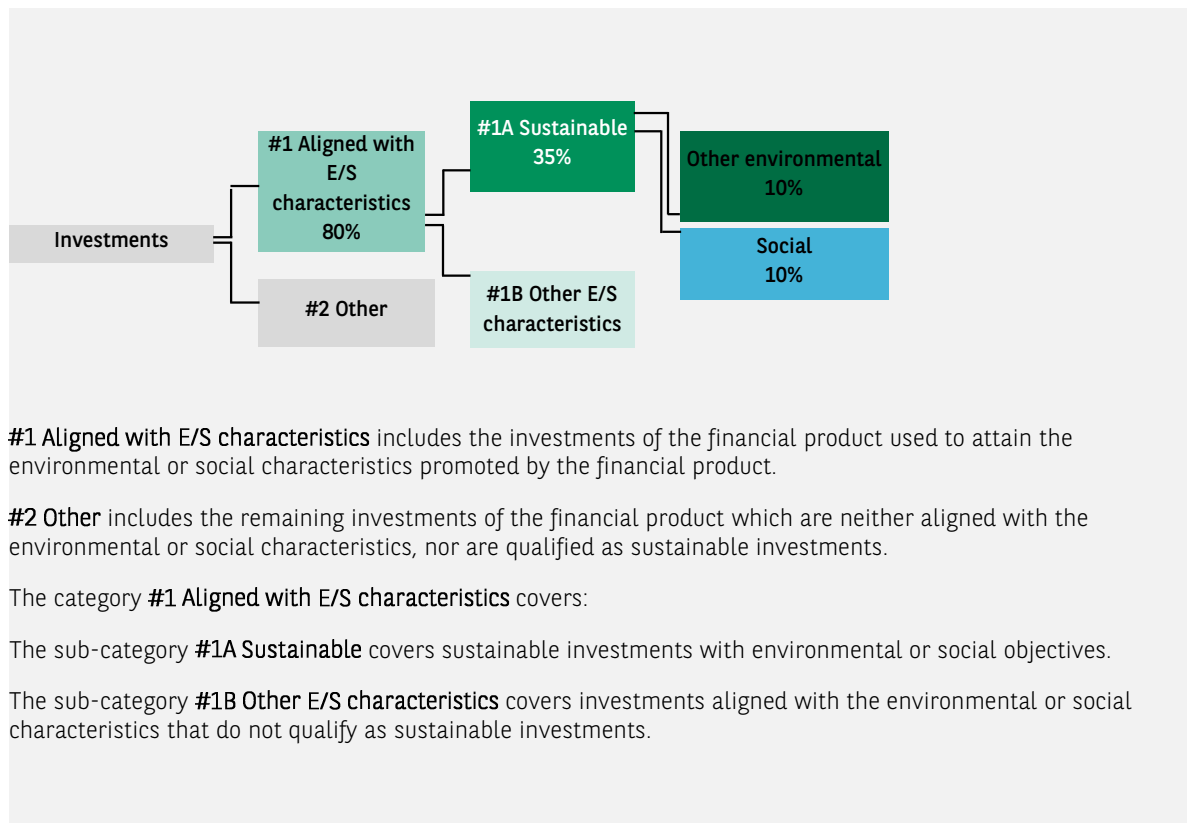 #1A Sustainable
35%
#1 Aligned with
E/S
characteristics
80%
Other environmental
10%
Investments
Social
10%
#2 Other
#1B Other E/S
characteristics
#1 Aligned with E/S characteristics includes the investments of the financial product used to attain the
environmental or social characteristics promoted by the financial product.
#2 Other includes the remaining investments of the financial product which are neither aligned with the
environmental or social characteristics, nor are qualified as sustainable investments.
The category #1 Aligned with E/S characteristics covers:
The sub-category #1A Sustainable covers sustainable investments with environmental or social objectives.
The sub-category #1B Other E/S characteristics covers investments aligned with the environmental or social
characteristics that do not qualify as sustainable investments.